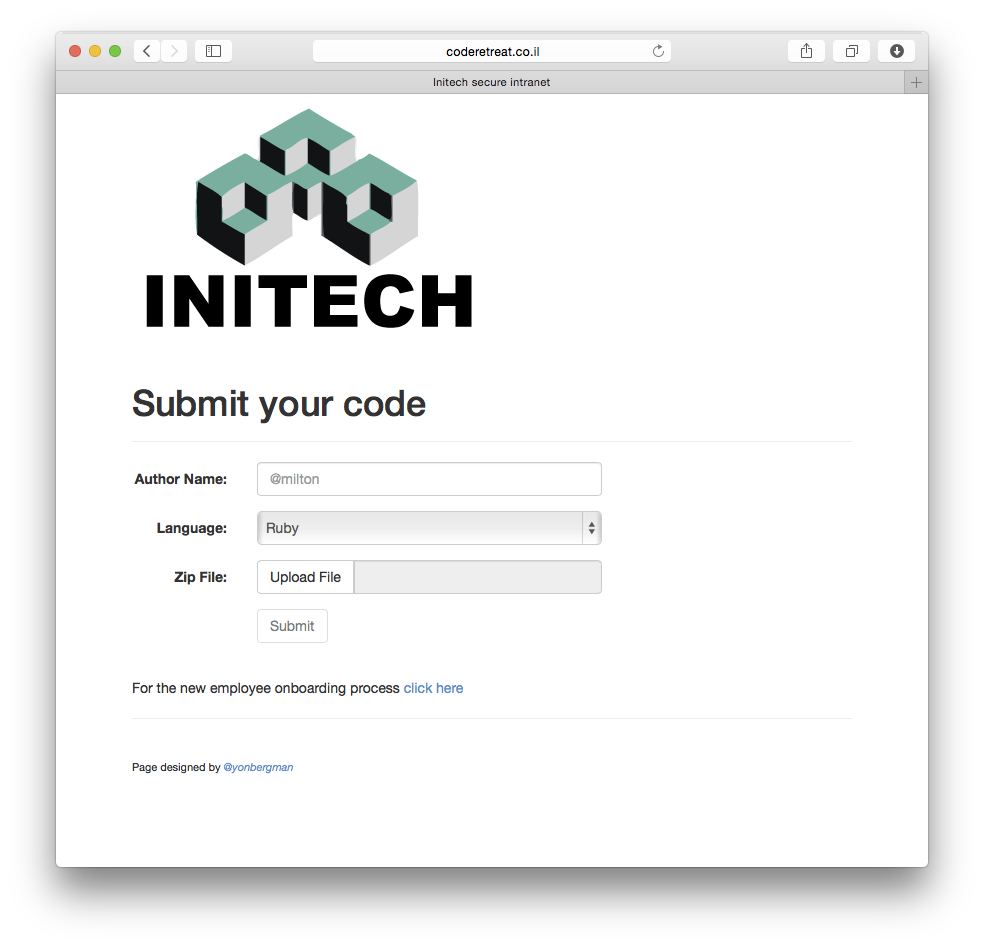 coderetreat.co.il
Initech secure intranet
INITECH
Submit your code
Author Name: @milton
Language: Ruby
Zip File: Upload File
Submit
For the new employee onboarding process click here
Page designed by @yonbergman